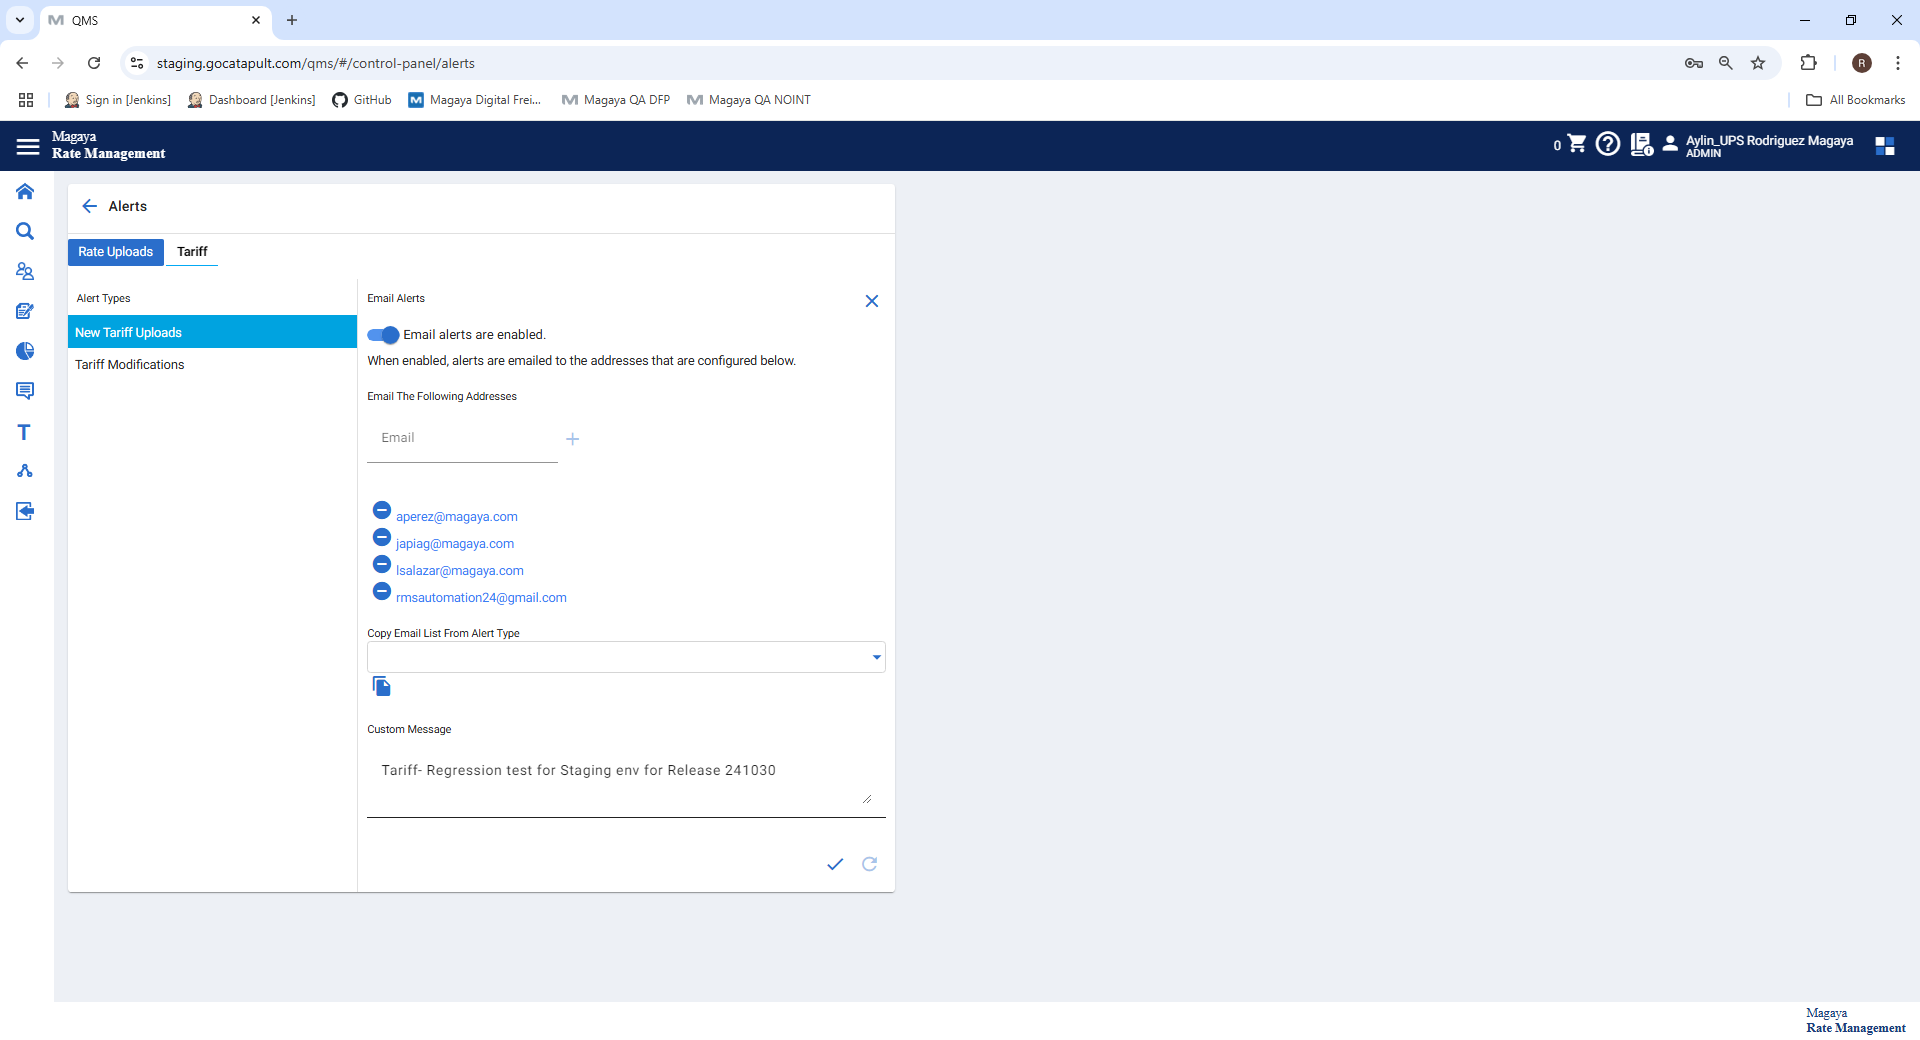 QMS
staging.gocatapult.com/qms/#/control-panel/alerts
R
Sign in [Jenkins]
Dashboard [Jenkins]
GitHub
Magaya Digital Frei...
Magaya QA DFP
Magaya QA NOINT
All Bookmarks
Magaya
Rate Management
0
Aylin_UPS Rodriguez Magaya
ADMIN
Alerts
Rate Uploads
Tariff
Alert Types
New Tariff Uploads
Tariff Modifications
Email Alerts
Email alerts are enabled.
When enabled, alerts are emailed to the addresses that are configured below.
Email The Following Addresses
Email
aperez@magaya.com
japiag@magaya.com
lsalazar@magaya.com
rmsautomation24@gmail.com
Copy Email List From Alert Type
Custom Message
Tariff- Regression test for Staging env for Release 241030
T
Magaya
Rate Management